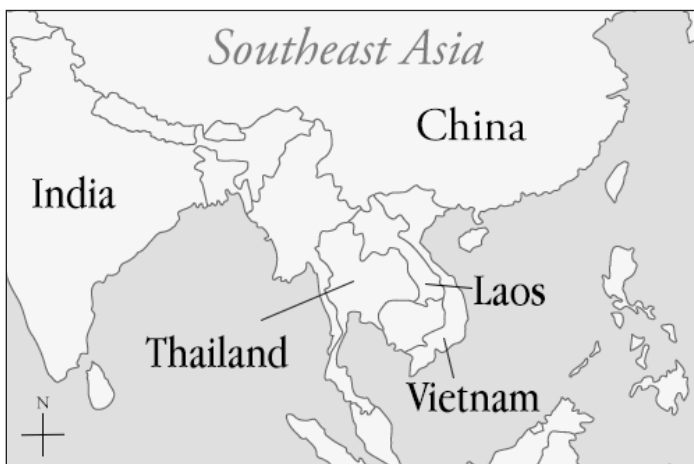 Southeast Asia
China
India
Laos
Thailand
Vietnam
N